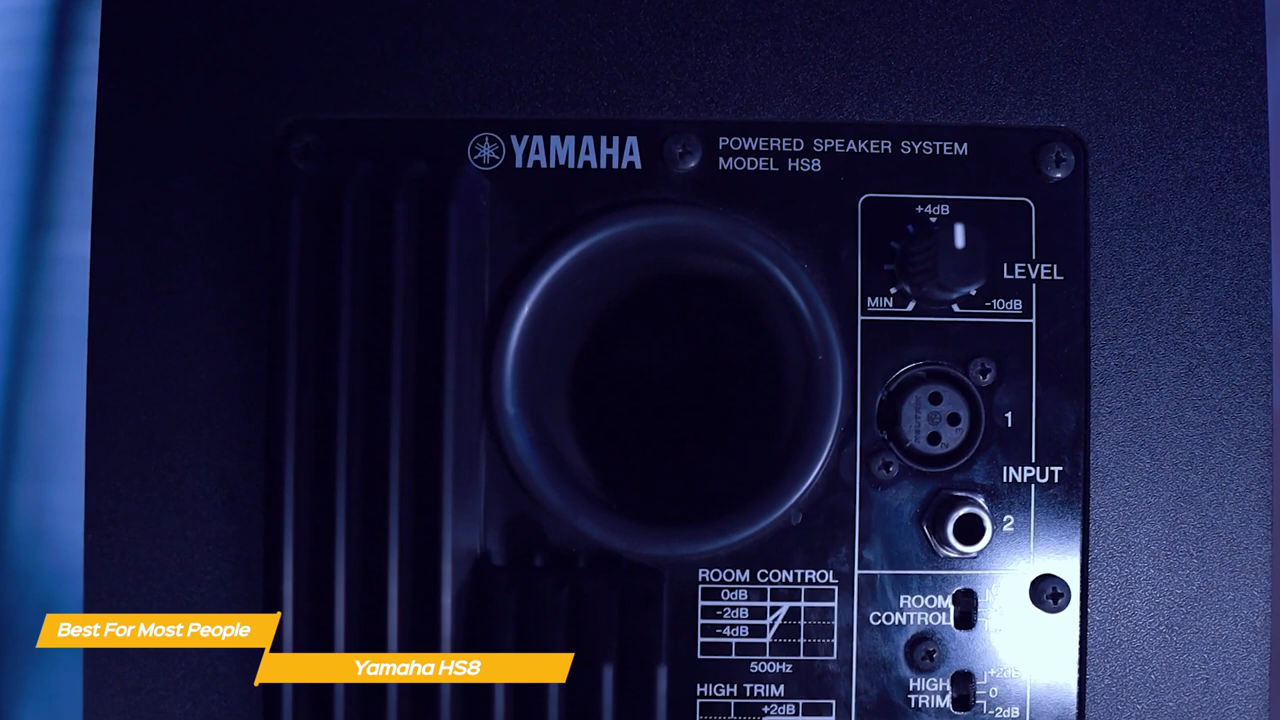 YAMAHA
POWERED SPEAKER SYSTEM
MODEL HS8
+4dB
LEVEL
MIN
-10dB
1
INPUT
2
ROOM CONTROL
0dB
-2dB
-4dB
500Hz
ROOM
CONTROL
HIGH TRIM
+2dB
HIGH
TRIM
+2dB
0
-2dB
Best For Most People
Yamaha HS8